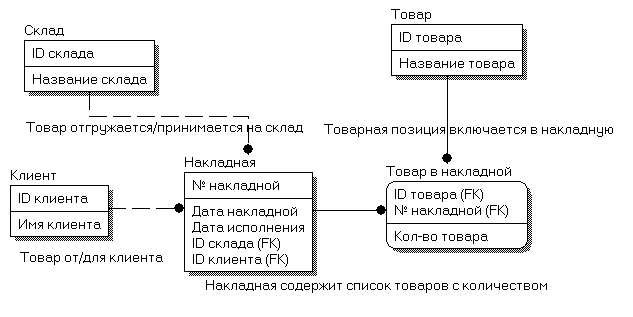 Склад
ID склада
Название склада
Товар
ID товара
Название товара
Товар отгружается/принимается на склад
Товарная позиция включается в накладную
Клиент
ID клиента
Имя клиента
Товар от/для клиента
Накладная
№ накладной
Дата накладной
Дата исполнения
ID склада (FK)
ID клиента (FK)
Товар в накладной
ID товара (FK)
№ накладной (FK)
Кол-во товара
Накладная содержит список товаров с количеством